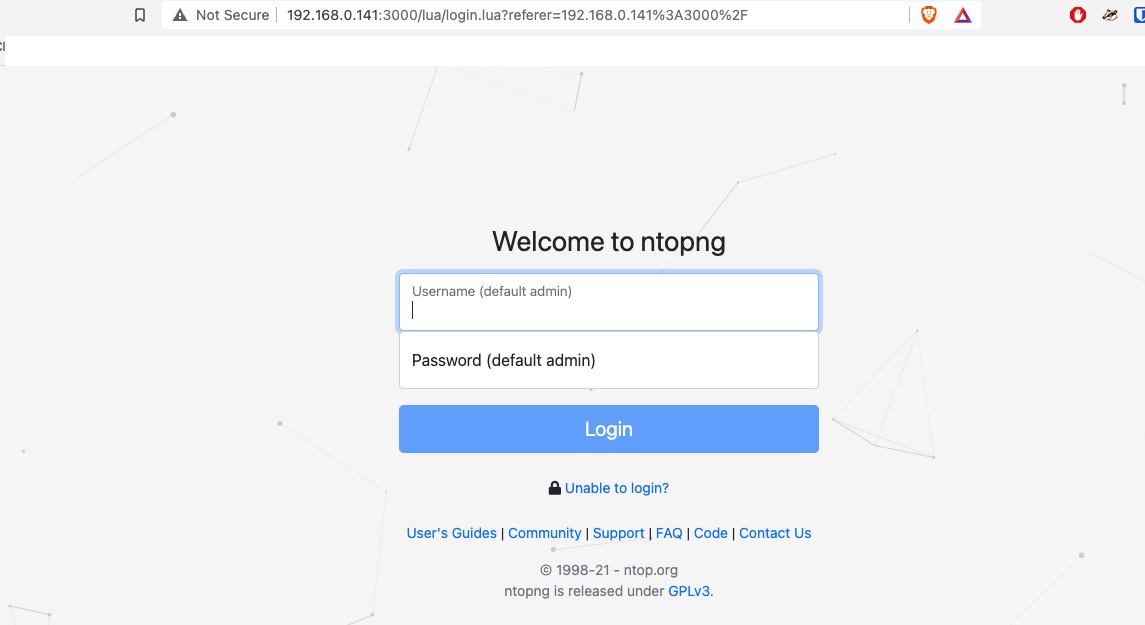 Not Secure 192.168.0.141:3000/lua/login.lua?referer=192.168.0.141%3A3000%2F
Welcome to ntopng
Username (default admin)
Password (default admin)
Login
Unable to login?
User's Guides | Community | Support | FAQ | Code | Contact Us
© 1998-21 - ntop.org
ntopng is released under GPLv3.